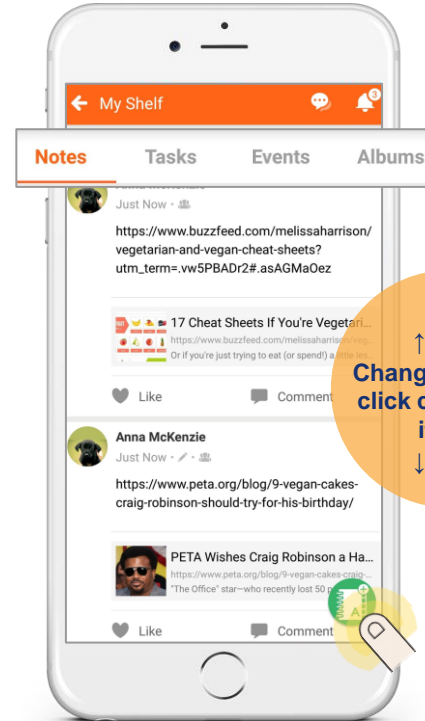 My Shelf
3
Notes Tasks Events Albums
Just Now
https://www.buzzfeed.com/melissaharrison/
vegetarian-and-vegan-cheat-sheets?
utm_term=.vw5PBADr2#.asAGMaOez
17 Cheat Sheets If You're Vegetari...
https://www.buzzfeed.com/melissaharrison/veg...
Or if you're just trying to eat (or spend!) a little les...
Like Comment
↑
Chang
click
↓
Anna McKenzie
Just Now
https://www.peta.org/blog/9-vegan-cakes-
craig-robinson-should-try-for-his-birthday/
PETA Wishes Craig Robinson a Ha...
https://www.peta.org/blog/9-vegan-cakes-craig-...
"The Office" star—who recently lost 50
A
Like Comment